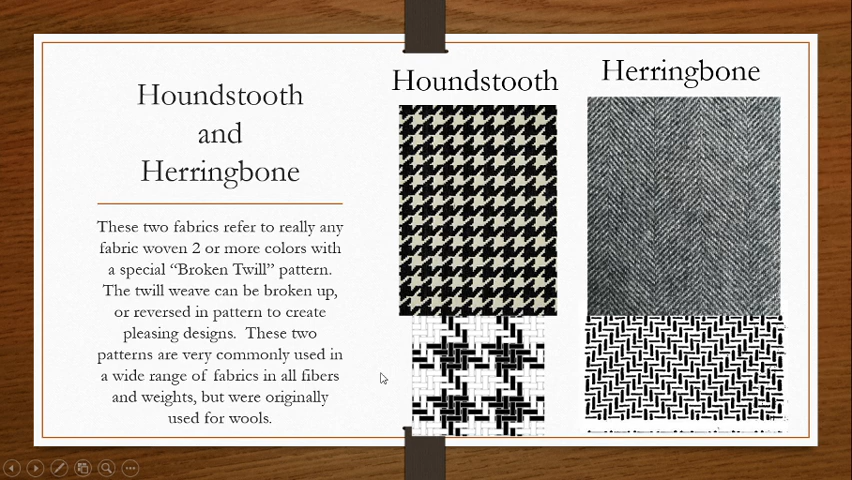 Houndstooth
and
Herringbone
These two fabrics refer to really any
fabric woven 2 or more colors with
a special “Broken Twill” pattern.
The twill weave can be broken up,
or reversed in pattern to create
pleasing designs.  These two
patterns are very commonly used in
a wide range of fabrics in all fibers
and weights, but were originally
used for wools.
Houndstooth
Herringbone